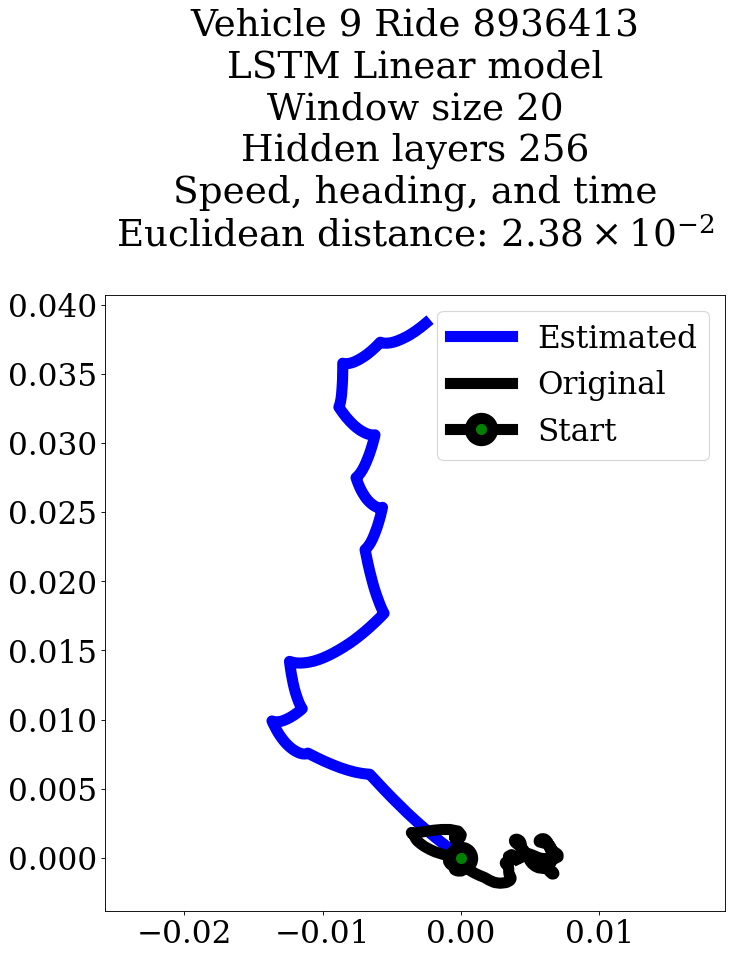 Vehicle 9 Ride 8936413
LSTM Linear model
Window size 20
Hidden layers 256
Speed, heading, and time
Euclidean distance: 2.38 × 10⁻²
0.040
0.035
0.030
0.025
0.020
0.015
0.010
0.005
0.000
Estimated
Original
Start
−0.02 −0.01 0.00 0.01